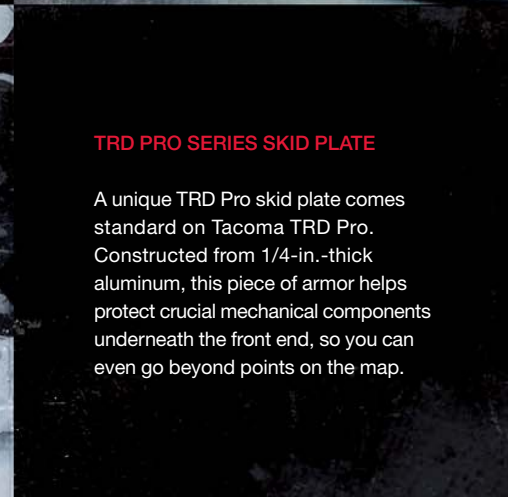 TRD PRO SERIES SKID PLATE
A unique TRD Pro skid plate comes
standard on Tacoma TRD Pro.
Constructed from 1/4-in.-thick
aluminum, this piece of armor helps
protect crucial mechanical components
underneath the front end, so you can
even go beyond points on the map.